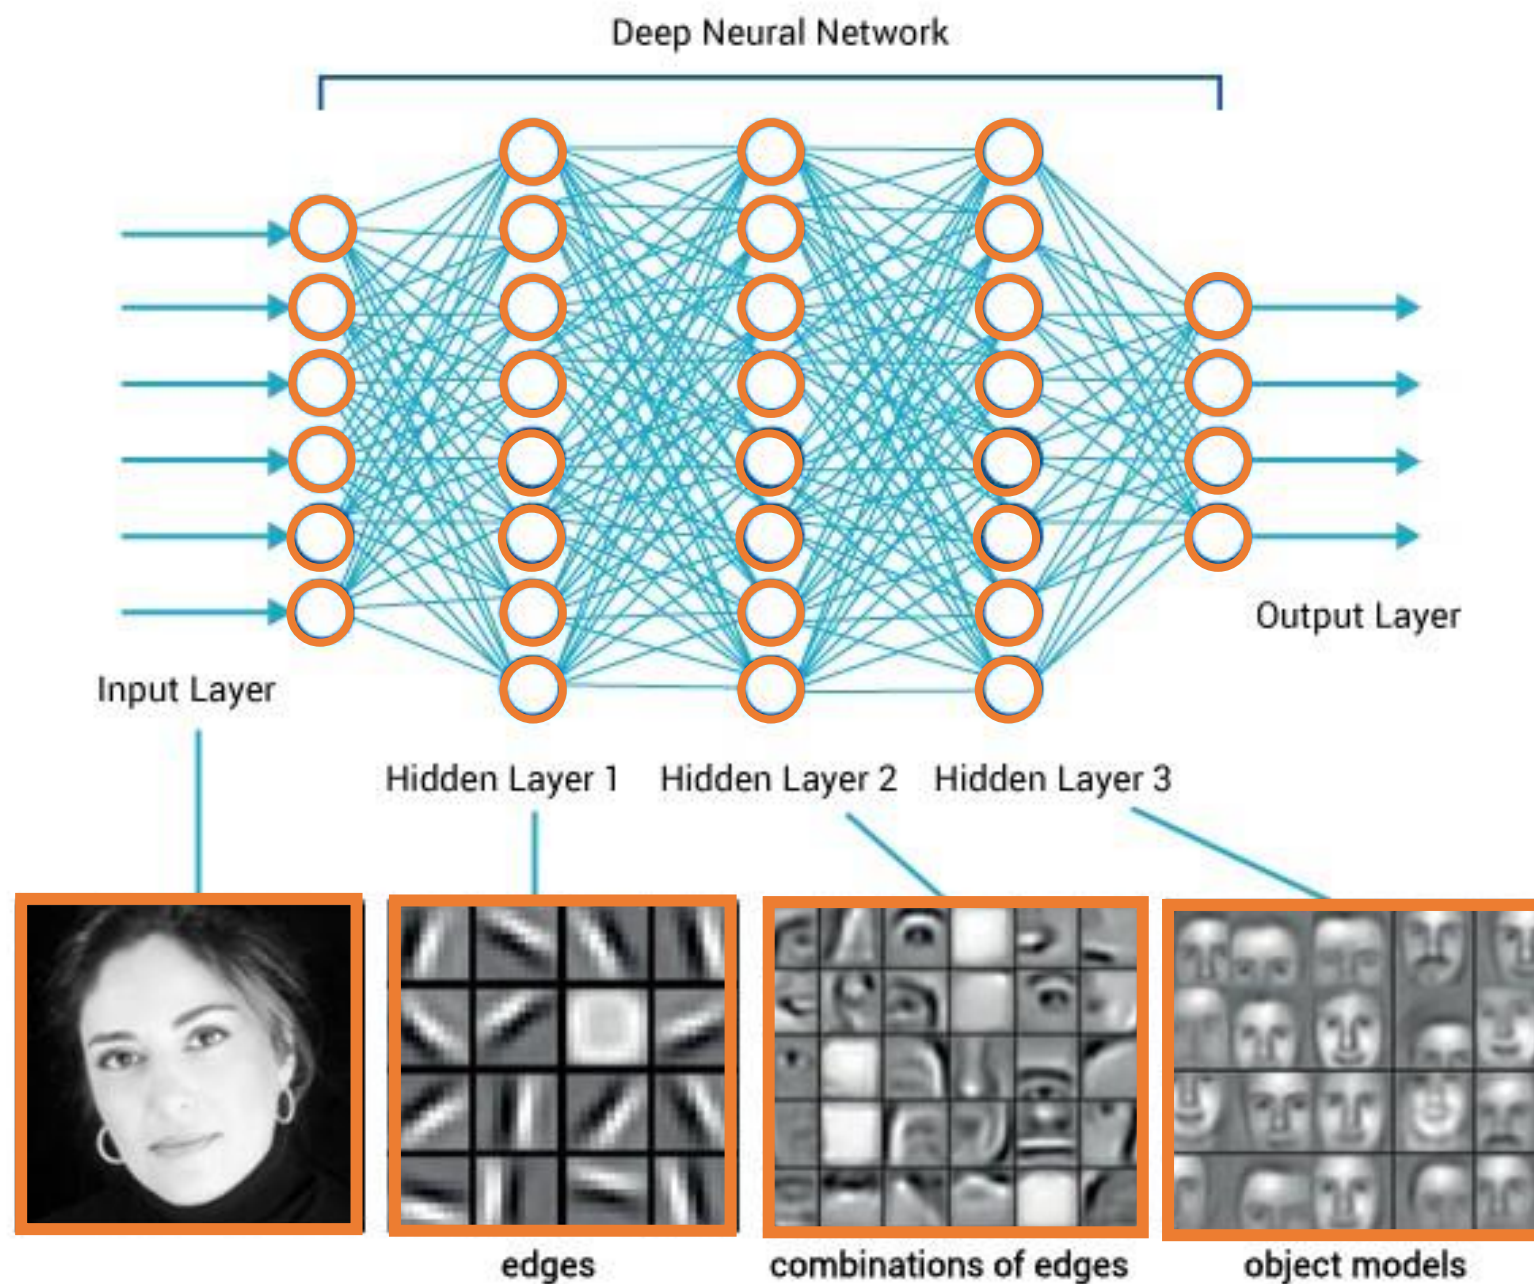 Deep Neural Network
Output Layer
Input Layer
Hidden Layer 1
Hidden Layer 2
Hidden Layer 3
edges
combinations of edges
object models